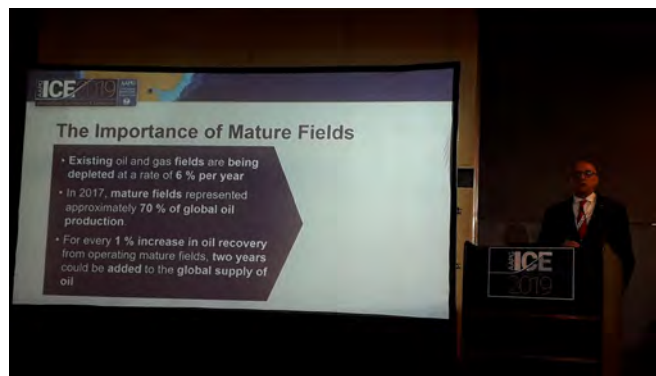 ICE 2019
The Importance of Mature Fields
• Existing oil and gas fields are being
depleted at a rate of 6 % per year
• In 2017, mature fields represented
approximately 70 % of global oil
production
• For every 1 % increase in oil recovery
from operating mature fields, two years
could be added to the global supply of
oil
AAPG
ICE
2019